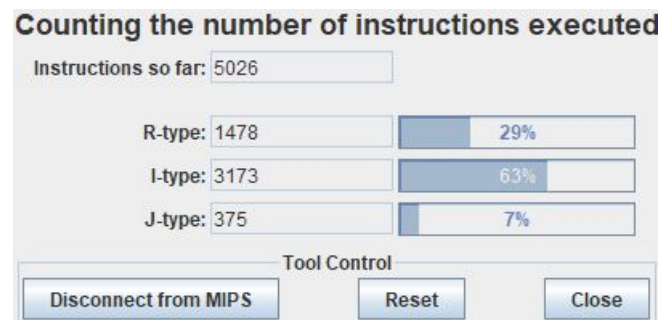 Counting the number of instructions executed
Instructions so far: 5026
R-type: 1478 29%
I-type: 3173 63%
J-type: 375 7%
Tool Control
Disconnect from MIPS Reset Close